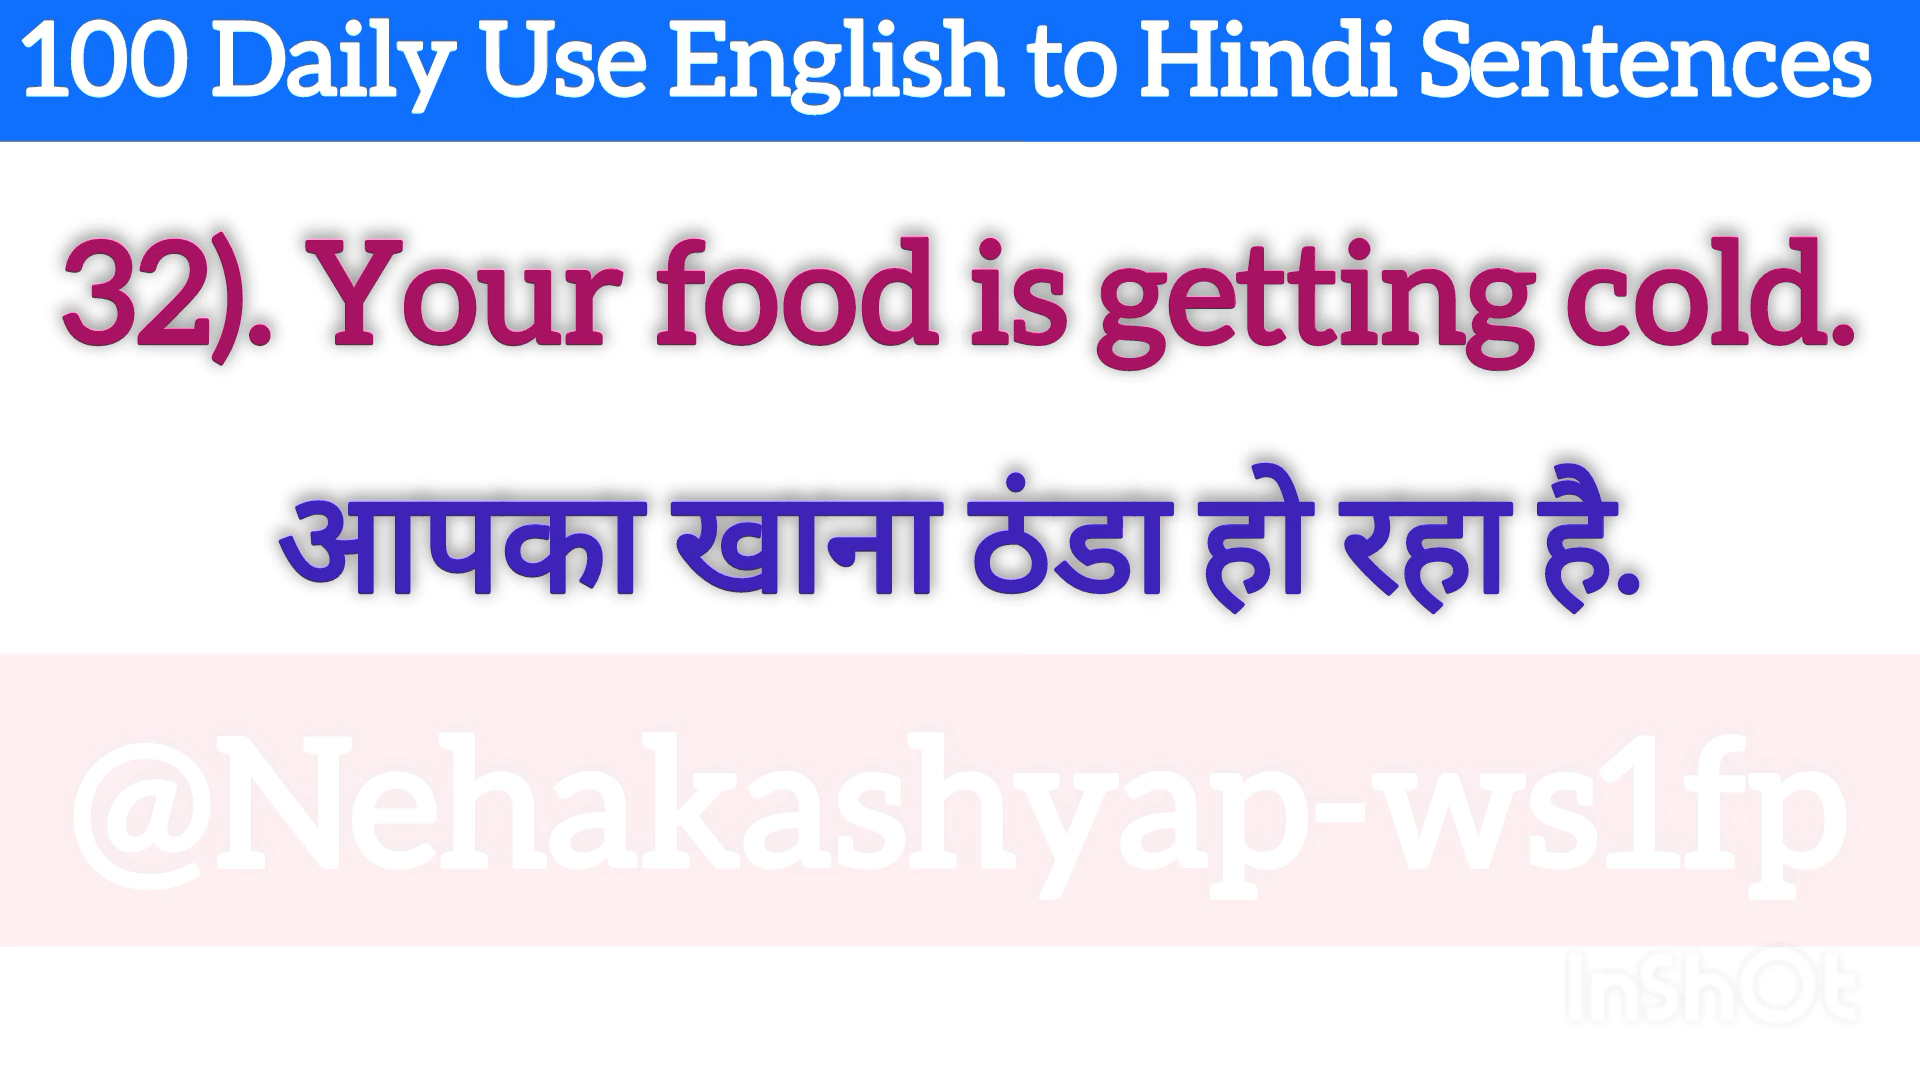 100 Daily Use English to Hindi Sentences
32). Your food is getting cold.
आपका खाना ठंडा हो रहा है.
@Nehakashyap-ws1fp
InShOt